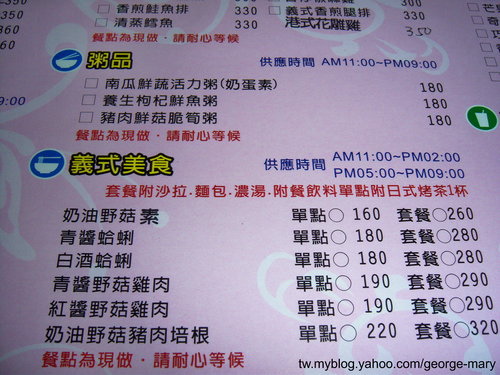 香煎鮭魚排 330
清蒸鱈魚 330
義式香煎腿排 330
港式花雕雞 350
餐點為現做，請耐心等候
粥品
供應時間 AM11:00~PM09:00
南瓜鮮蔬活力粥(奶蛋素) 180
養生枸杞鮮魚粥 180
豬肉鮮菇脆筍粥 180
餐點為現做，請耐心等候
義式美食
供應時間 AM11:00~PM02:00
PM05:00~PM09:00
套餐附沙拉.麵包.濃湯.附餐飲料單點附日式烤茶1杯
奶油野菇素 單點○ 160 套餐○260
青醬蛤蜊 單點○ 180 套餐○280
白酒蛤蜊 單點○ 180 套餐○280
青醬野菇雞肉 單點○ 190 套餐○290
紅醬野菇雞肉 單點○ 190 套餐○290
奶油野菇豬肉培根 單點○ 220 套餐○320
餐點為現做，請耐心等候
tw.myblog.yahoo.com/george-mary